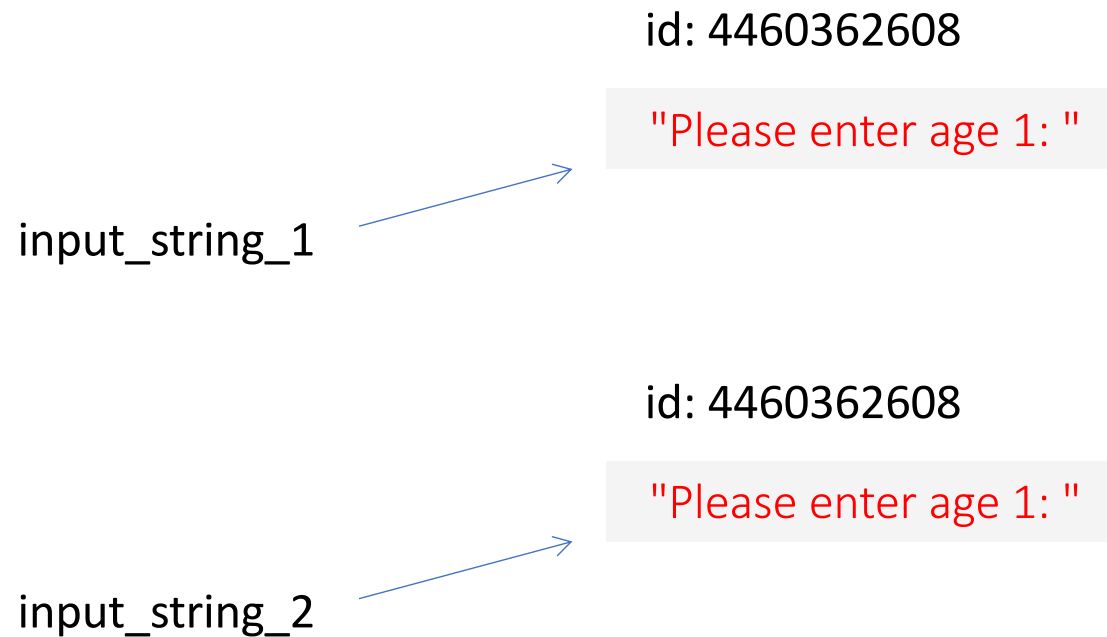 id: 4460362608
"Please enter age 1: "
input_string_1
id: 4460362608
"Please enter age 1: "
input_string_2